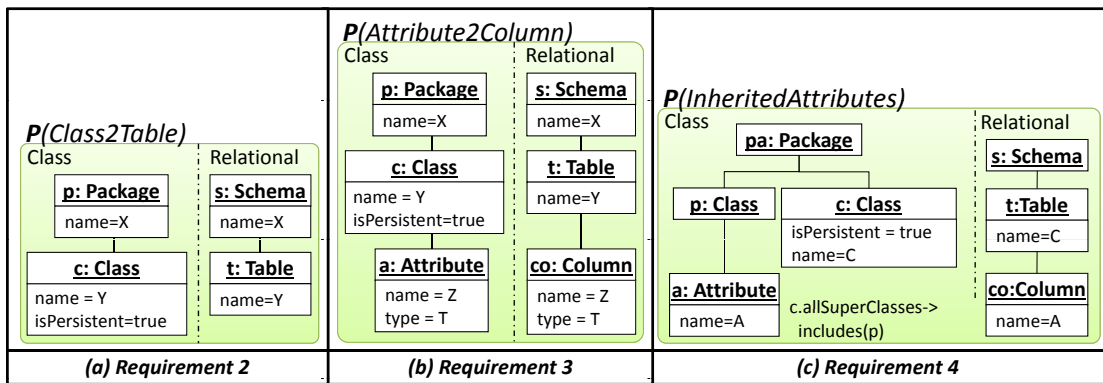 P(Class2Table)
Class
Relational
p: Package
name=X
s: Schema
name=X
c: Class
name = Y
isPersistent=true
t: Table
name=Y
(a) Requirement 2
P(Attribute2Column)
Class
Relational
p: Package
name=X
s: Schema
name=X
c: Class
name = Y
isPersistent=true
t: Table
name=Y
a: Attribute
name = Z
type = T
co: Column
name = Z
type = T
(b) Requirement 3
P(InheritedAttributes)
Class
Relational
pa: Package
s: Schema
p: Class
c: Class
isPersistent = true
name=C
t:Table
name=C
a: Attribute
name=A
c.allSuperClasses->
includes(p)
co:Column
name=A
(c) Requirement 4